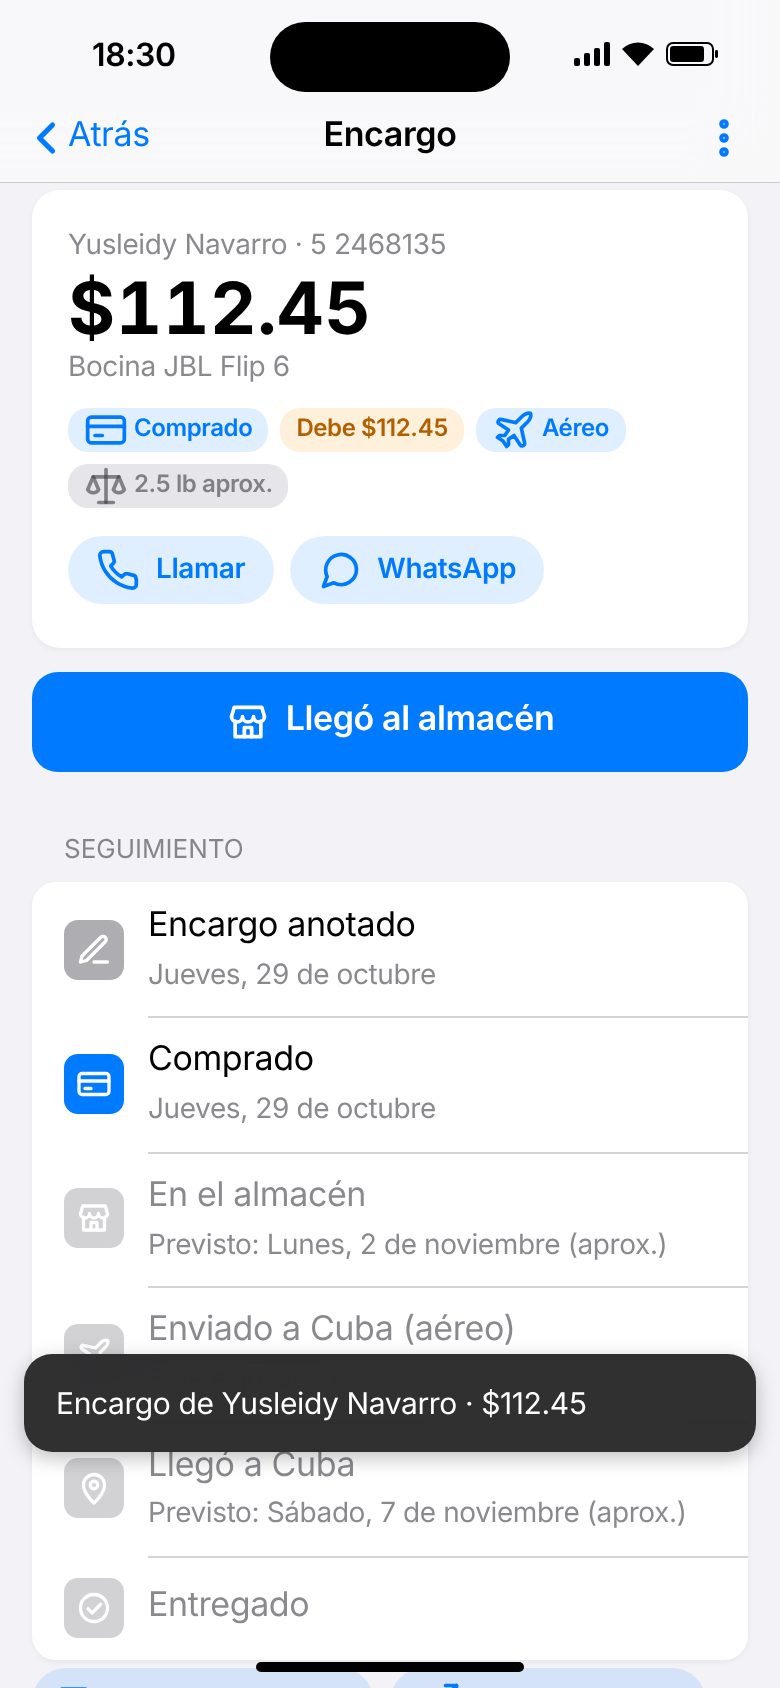 18:30
Atrás
Encargo
Yusleidy Navarro · 5 2468135
$112.45
Bocina JBL Flip 6
Comprado
Debe $112.45
Aéreo
2.5 lb aprox.
Llamar
WhatsApp
Llegó al almacén
SEGUIMIENTO
Encargo anotado
Jueves, 29 de octubre
Comprado
Jueves, 29 de octubre
En el almacén
Previsto: Lunes, 2 de noviembre (aprox.)
Enviado a Cuba (aéreo)
Encargo de Yusleidy Navarro · $112.45
Llegó a Cuba
Previsto: Sábado, 7 de noviembre (aprox.)
Entregado